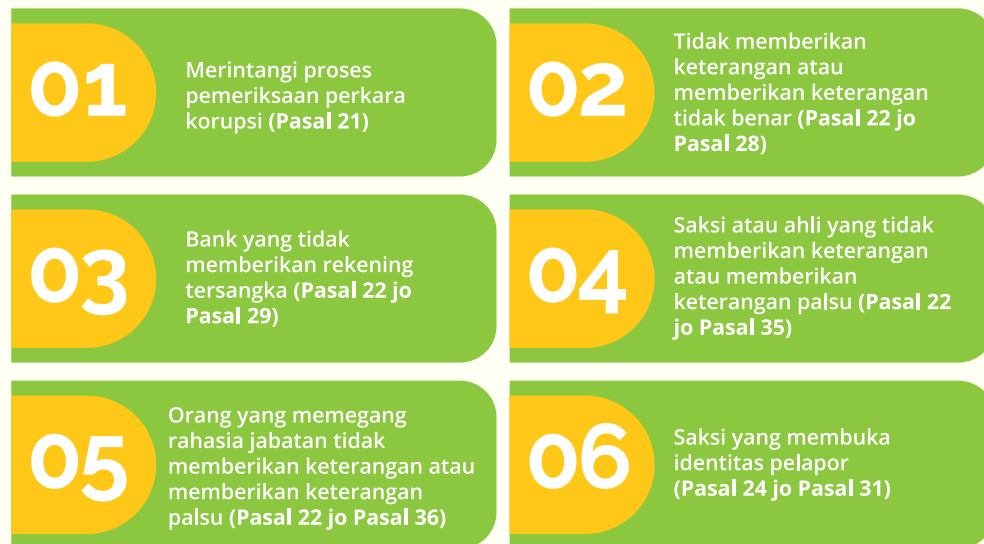 01
Merintangi proses
pemeriksaan perkara
korupsi (Pasal 21)
02
Tidak memberikan
keterangan atau
memberikan keterangan
tidak benar (Pasal 22 jo
Pasal 28)
03
Bank yang tidak
memberikan rekening
tersangka (Pasal 22 jo
Pasal 29)
04
Saksi atau ahli yang tidak
memberikan keterangan
atau memberikan
keterangan palsu (Pasal 22
jo Pasal 35)
05
Orang yang memegang
rahasia jabatan tidak
memberikan keterangan atau
memberikan keterangan
palsu (Pasal 22 jo Pasal 36)
06
Saksi yang membuka
identitas pelapor
(Pasal 24 jo Pasal 31)